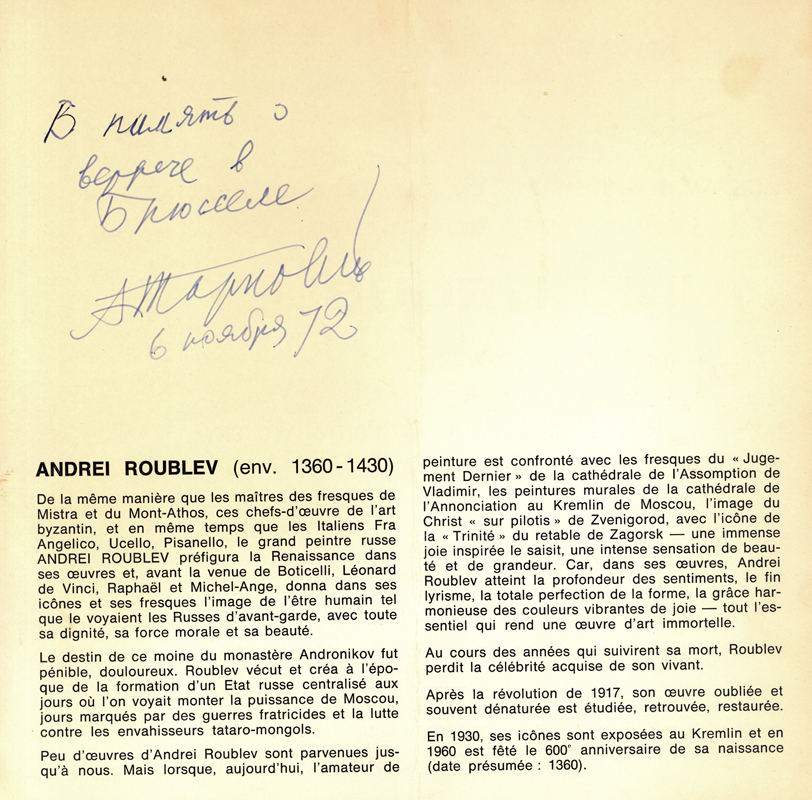 В память о
встрече в
Брюсселе
А Тарковский
6 ноября 72
ANDREI ROUBLEV (env. 1360-1430)
De la même manière que les maîtres des fresques de
Mistra et du Mont-Athos, ces chefs-d'œuvre de l'art
byzantin, et en même temps que les Italiens Fra
Angelico, Ucello, Pisanello, le grand peintre russe
ANDREI ROUBLEV préfigura la Renaissance dans
ses œuvres et, avant la venue de Boticelli, Léonard
de Vinci, Raphaël et Michel-Ange, donna dans ses
icônes et ses fresques l'image de l'être humain tel
que le voyaient les Russes d'avant-garde, avec toute
sa dignité, sa force morale et sa beauté.
Le destin de ce moine du monastère Andronikov fut
pénible, douloureux. Roublev vécut et créa à l'épo-
que de la formation d'un Etat russe centralisé aux
jours où l'on voyait monter la puissance de Moscou,
jours marqués par des guerres fratricides et la lutte
contre les envahisseurs tataro-mongols.
Peu d'œuvres d'Andrei Roublev sont parvenues jus-
qu'à nous. Mais lorsque, aujourd'hui, l'amateur de
peinture est confronté avec les fresques du « Juge-
ment Dernier » de la cathédrale de l'Assomption de
Vladimir, les peintures murales de la cathédrale de
l'Annonciation au Kremlin de Moscou, l'image du
Christ « sur pilotis » de Zvenigorod, avec l'icône de
la « Trinité » du retable de Zagorsk — une immense
joie inspirée le saisit, une intense sensation de beau-
té et de grandeur. Car, dans ses œuvres, Andrei
Roublev atteint la profondeur des sentiments, le fin
lyrisme, la totale perfection de la forme, la grâce har-
monieuse des couleurs vibrantes de joie — tout l'es-
sentiel qui rend une œuvre d'art immortelle.
Au cours des années qui suivirent sa mort, Roublev
perdit la célébrité acquise de son vivant.
Après la révolution de 1917, son œuvre oubliée et
souvent dénaturée est étudiée, retrouvée, restaurée.
En 1930, ses icônes sont exposées au Kremlin et en
1960 est fêté le 600° anniversaire de sa naissance
(date présumée : 1360).